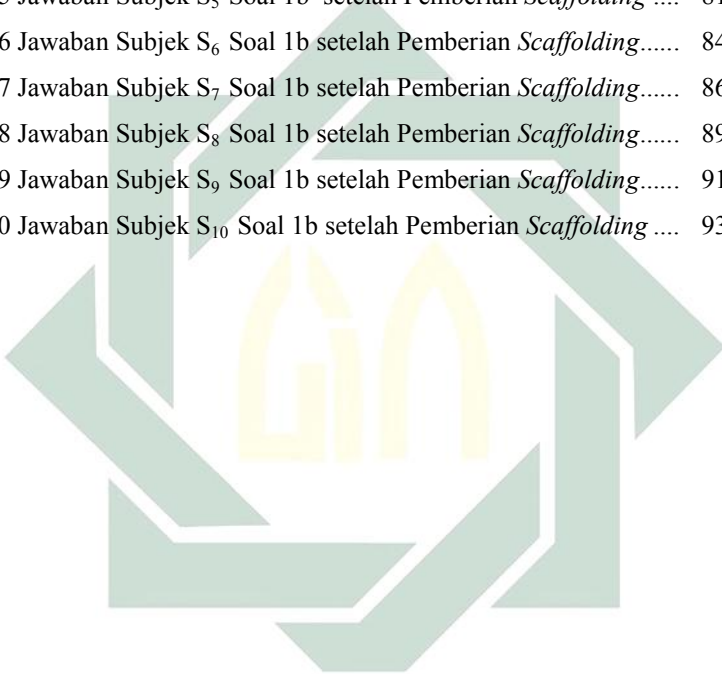 5 Jawaban Subjek S₅ Soal 1b setelah Pemberian Scaffolding .... 81
6 Jawaban Subjek S₆ Soal 1b setelah Pemberian Scaffolding...... 84
7 Jawaban Subjek S₇ Soal 1b setelah Pemberian Scaffolding...... 86
8 Jawaban Subjek S₈ Soal 1b setelah Pemberian Scaffolding...... 89
9 Jawaban Subjek S₉ Soal 1b setelah Pemberian Scaffolding...... 91
0 Jawaban Subjek S₁₀ Soal 1b setelah Pemberian Scaffolding .... 93